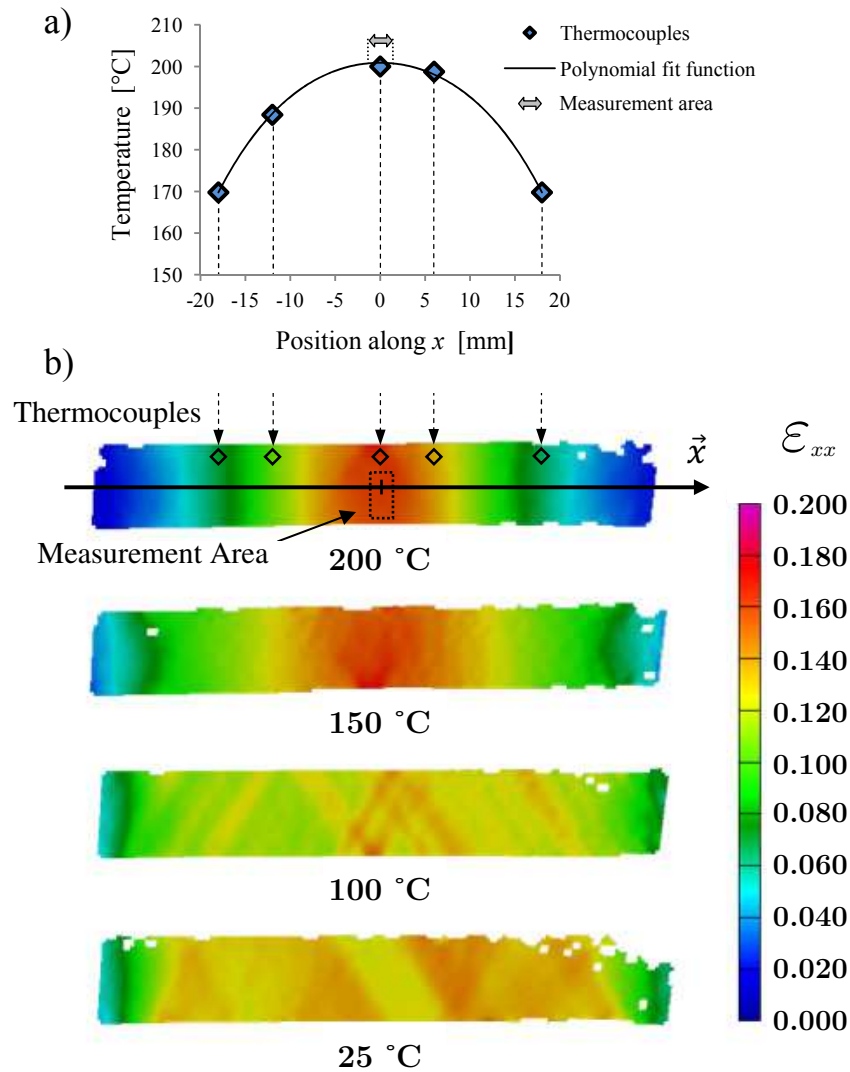 a)
210
200
190
180
170
160
150
-20 -15 -10 -5 0 5 10 15 20
Temperature [°C]
Position along x [mm]
Thermocouples
Polynomial fit function
Measurement area
b)
Thermocouples
x⃗
Measurement Area
200 °C
150 °C
100 °C
25 °C
ℰxx
0.200
0.180
0.160
0.140
0.120
0.100
0.080
0.060
0.040
0.020
0.000